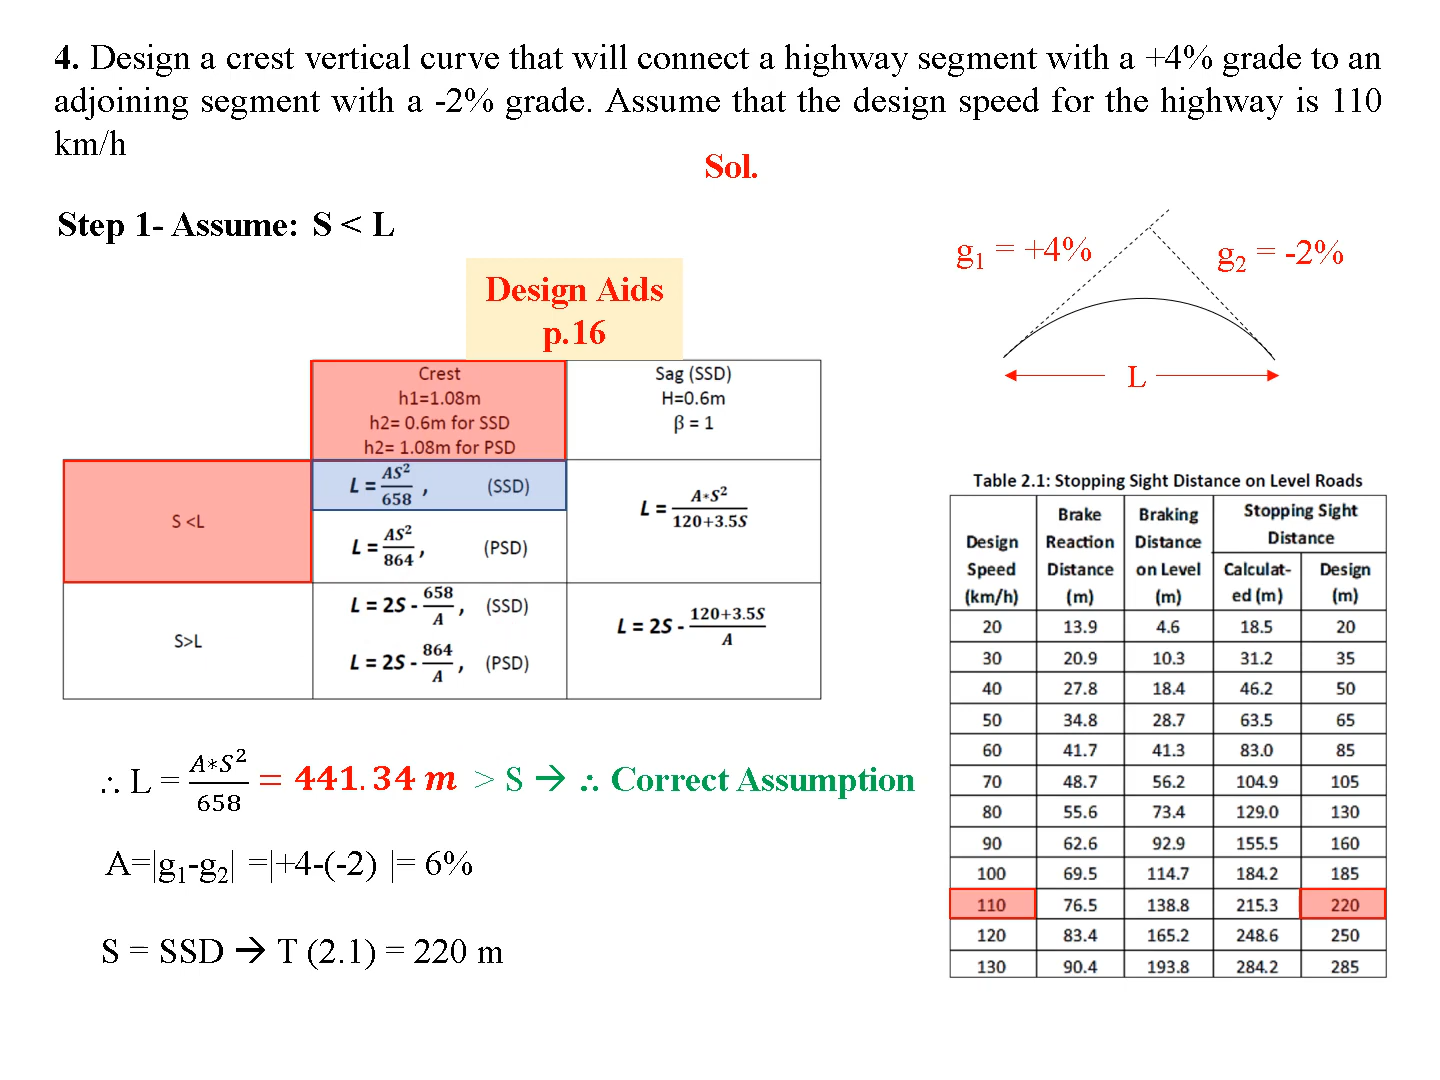 4. Design a crest vertical curve that will connect a highway segment with a +4% grade to an
adjoining segment with a -2% grade. Assume that the design speed for the highway is 110
km/h
Sol.
Step 1- Assume: S < L
g₁ = +4%
g₂ = -2%
L
Design Aids
p.16
Crest
h1=1.08m
h2= 0.6m for SSD
h2= 1.08m for PSD
Sag (SSD)
H=0.6m
β = 1
S <L
L = AS²/658 , (SSD)
L = AS²/864 , (PSD)
L = A*S²/120+3.5S
S>L
L = 2S - 658/A , (SSD)
L = 2S - 864/A , (PSD)
L = 2S - 120+3.5S/A
∴ L = A*S²/658 = 441.34 m > S → ∴ Correct Assumption
A=|g₁-g₂| =|+4-(-2) |= 6%
S = SSD → T (2.1) = 220 m
Table 2.1: Stopping Sight Distance on Level Roads
Design Speed (km/h) Brake Reaction Distance (m) Braking Distance on Level (m) Stopping Sight Distance
Calculat-ed (m) Design (m)
20 13.9 4.6 18.5 20
30 20.9 10.3 31.2 35
40 27.8 18.4 46.2 50
50 34.8 28.7 63.5 65
60 41.7 41.3 83.0 85
70 48.7 56.2 104.9 105
80 55.6 73.4 129.0 130
90 62.6 92.9 155.5 160
100 69.5 114.7 184.2 185
110 76.5 138.8 215.3 220
120 83.4 165.2 248.6 250
130 90.4 193.8 284.2 285